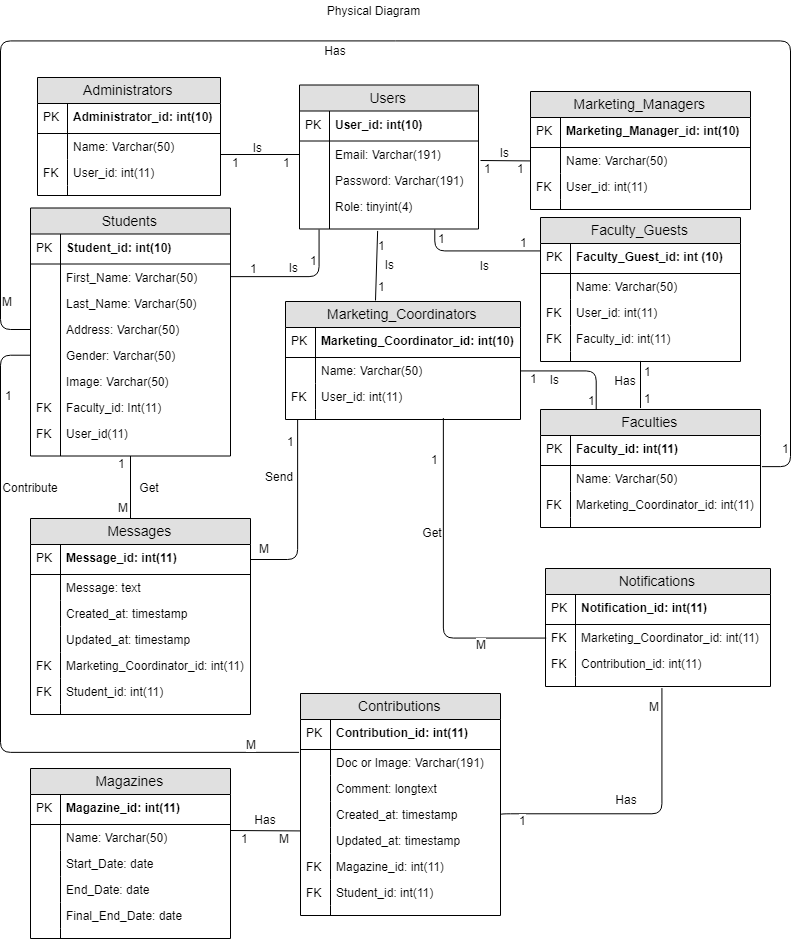 Physical Diagram
Has
Administrators
PK Administrator_id: int(10)
Name: Varchar(50)
FK User_id: int(11)
Is
1 1
Users
PK User_id: int(10)
Email: Varchar(191)
Password: Varchar(191)
Role: tinyint(4)
Is
1 1
Marketing_Managers
PK Marketing_Manager_id: int(10)
Name: Varchar(50)
FK User_id: int(11)
Students
PK Student_id: int(10)
First_Name: Varchar(50)
Last_Name: Varchar(50)
Address: Varchar(50)
Gender: Varchar(50)
Image: Varchar(50)
FK Faculty_id: Int(11)
FK User_id(11)
M
1
1 Is 1
1
Is
1
1 1
Is
Faculty_Guests
PK Faculty_Guest_id: int (10)
Name: Varchar(50)
FK User_id: int(11)
FK Faculty_id: int(11)
Marketing_Coordinators
PK Marketing_Coordinator_id: int(10)
Name: Varchar(50)
FK User_id: int(11)
1 Is
1
1
Has
1
Faculties
PK Faculty_id: int(11)
Name: Varchar(50)
FK Marketing_Coordinator_id: int(11)
1
1
Send
M
1
Get
M
Contribute
1
Get
M
Messages
PK Message_id: int(11)
Message: text
Created_at: timestamp
Updated_at: timestamp
FK Marketing_Coordinator_id: int(11)
FK Student_id: int(11)
Notifications
PK Notification_id: int(11)
FK Marketing_Coordinator_id: int(11)
FK Contribution_id: int(11)
M
Has
1
M
Contributions
PK Contribution_id: int(11)
Doc or Image: Varchar(191)
Comment: longtext
Created_at: timestamp
Updated_at: timestamp
FK Magazine_id: int(11)
FK Student_id: int(11)
Magazines
PK Magazine_id: int(11)
Name: Varchar(50)
Start_Date: date
End_Date: date
Final_End_Date: date
Has
1 M